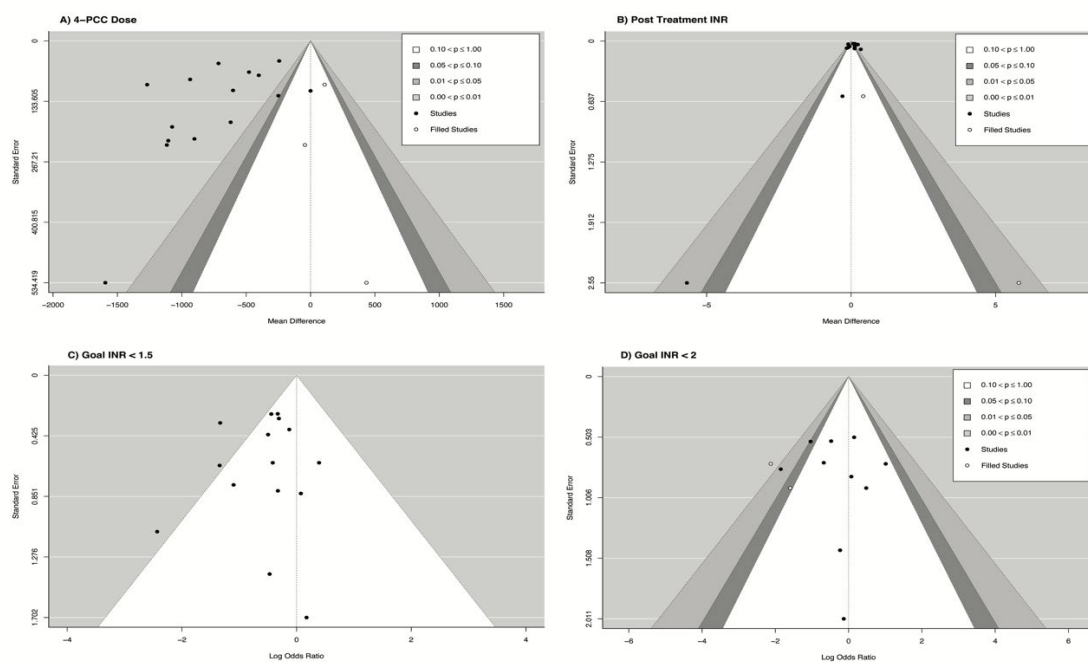 A) 4-PCC Dose
0.10 < p ≤ 1.00
0.05 < p ≤ 0.10
0.01 < p ≤ 0.05
0.00 < p ≤ 0.01
Studies
Filled Studies
Standard Error
0
133.605
267.21
400.815
534.419
-2000
-1500
-1000
-500
0
500
1000
1500
Mean Difference
B) Post Treatment INR
0.10 < p ≤ 1.00
0.05 < p ≤ 0.10
0.01 < p ≤ 0.05
0.00 < p ≤ 0.01
Studies
Filled Studies
Standard Error
0
0.637
1.275
1.912
2.55
-5
0
5
Mean Difference
C) Goal INR < 1.5
Standard Error
0
0.425
0.851
1.276
1.702
-4
-2
0
2
4
Log Odds Ratio
D) Goal INR < 2
0.10 < p ≤ 1.00
0.05 < p ≤ 0.10
0.01 < p ≤ 0.05
0.00 < p ≤ 0.01
Studies
Filled Studies
Standard Error
0
0.503
1.006
1.508
2.011
-6
-4
-2
0
2
4
6
Log Odds Ratio